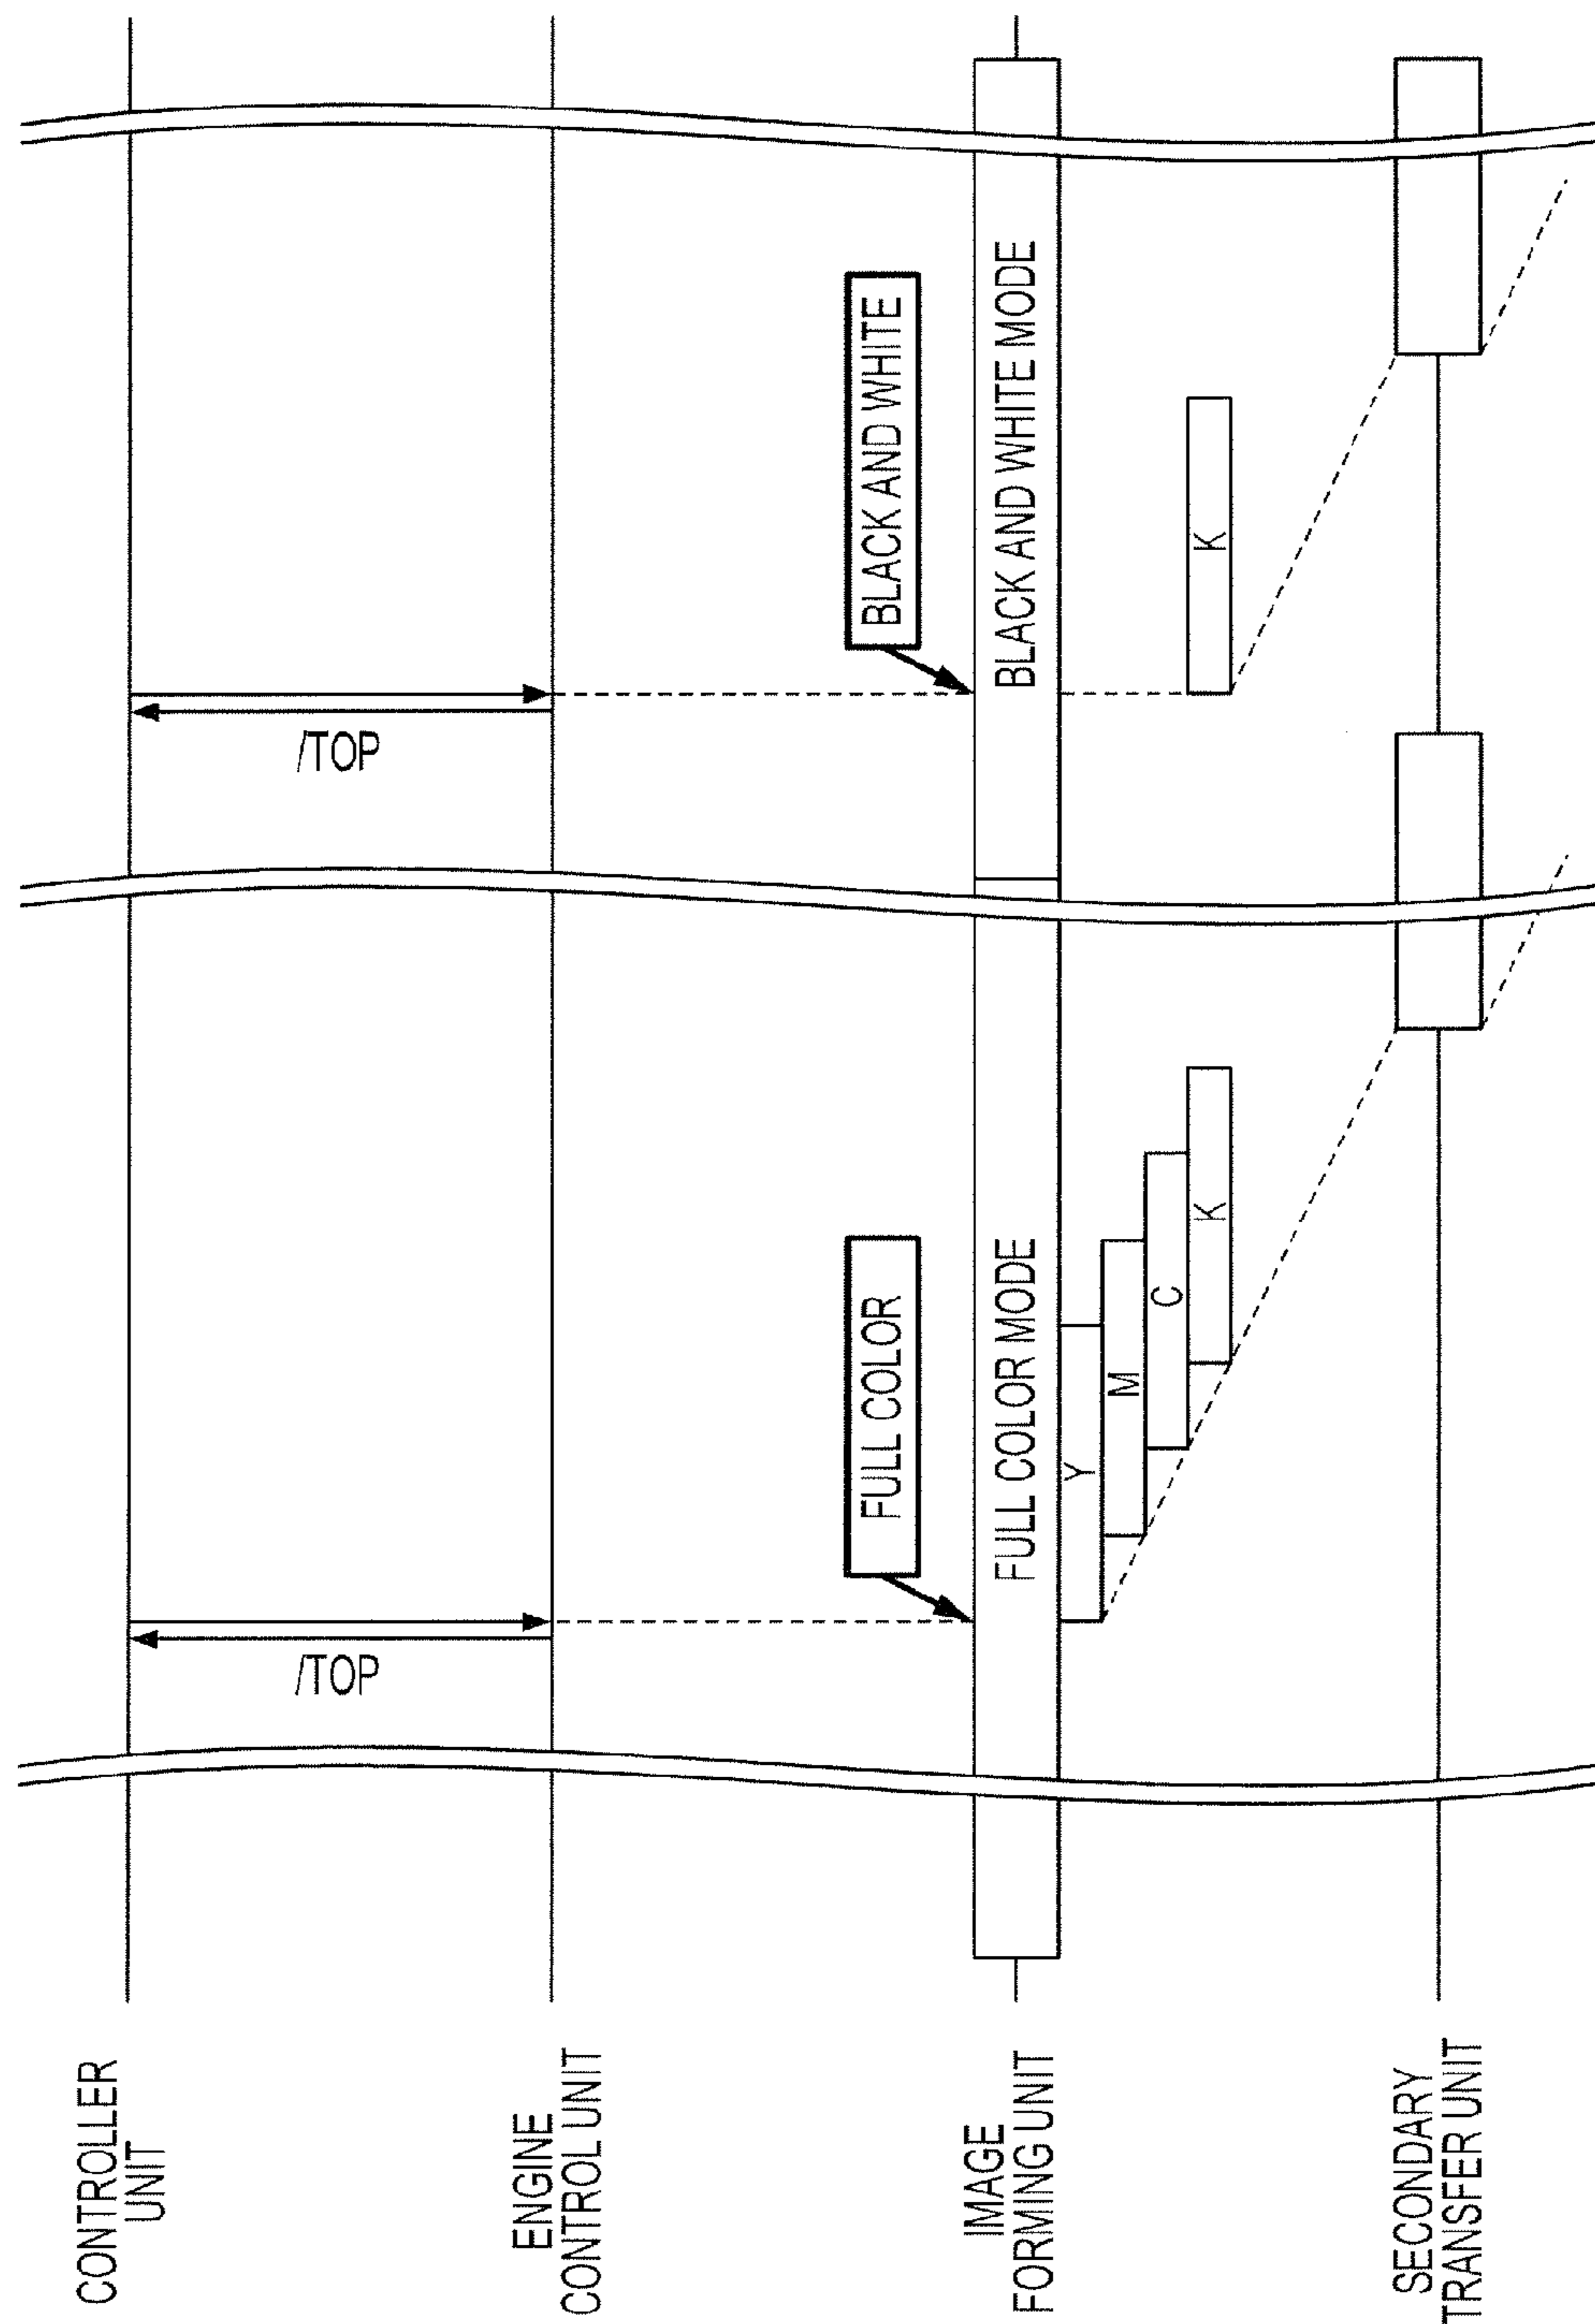 CONTROLLER
UNIT
/TOP
/TOP
ENGINE
CONTROL UNIT
FULL COLOR
BLACK AND WHITE
IMAGE
FORMING UNIT
FULL COLOR MODE
BLACK AND WHITE MODE
Y
M
C
K
K
SECONDARY
TRANSFER UNIT